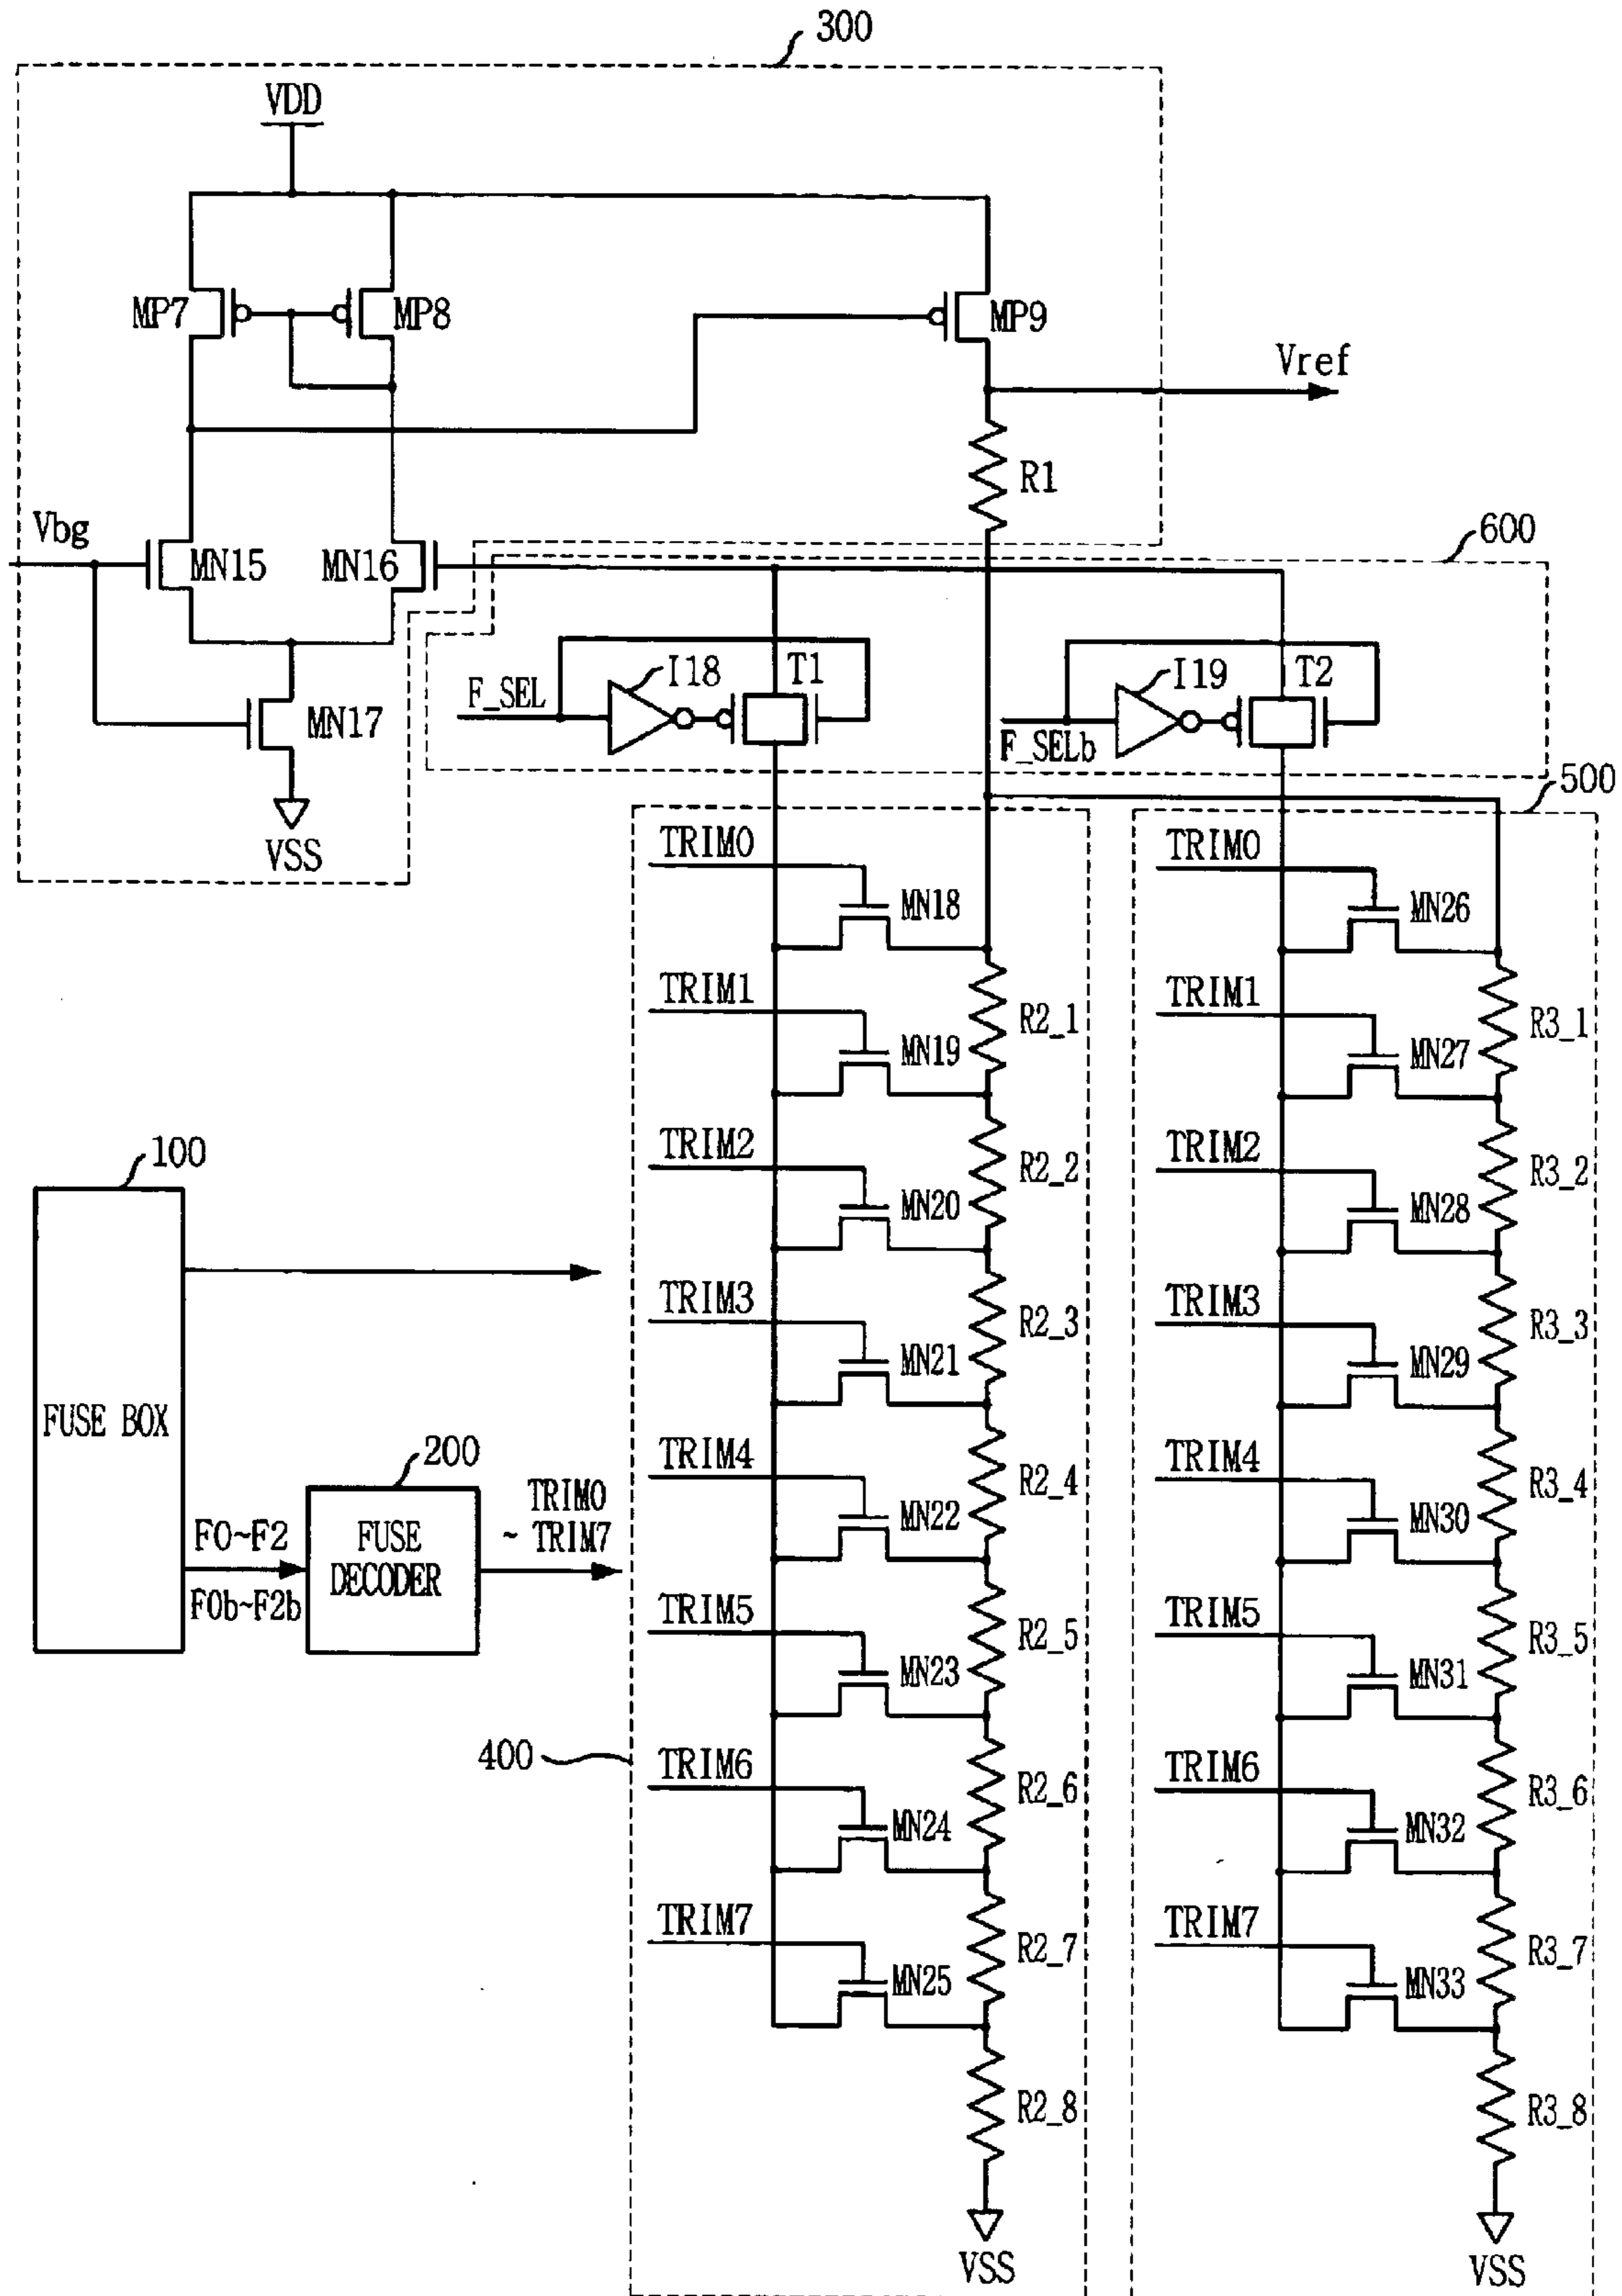 300
VDD
MP7
MP8
MP9
Vref
R1
Vbg
MN15
MN16
600
I18
T1
I19
T2
F_SEL
F_SELb
MN17
VSS
500
TRIM0
MN18
TRIM0
MN26
TRIM1
MN19
R2_1
TRIM1
MN27
R3_1
TRIM2
MN20
R2_2
TRIM2
MN28
R3_2
100
FUSE BOX
TRIM3
MN21
R2_3
TRIM3
MN29
R3_3
200
FUSE
DECODER
F0~F2
F0b~F2b
TRIM0
~ TRIM7
TRIM4
MN22
R2_4
TRIM4
MN30
R3_4
TRIM5
MN23
R2_5
TRIM5
MN31
R3_5
400
TRIM6
MN24
R2_6
TRIM6
MN32
R3_6
TRIM7
MN25
R2_7
TRIM7
MN33
R3_7
R2_8
R3_8
VSS
VSS